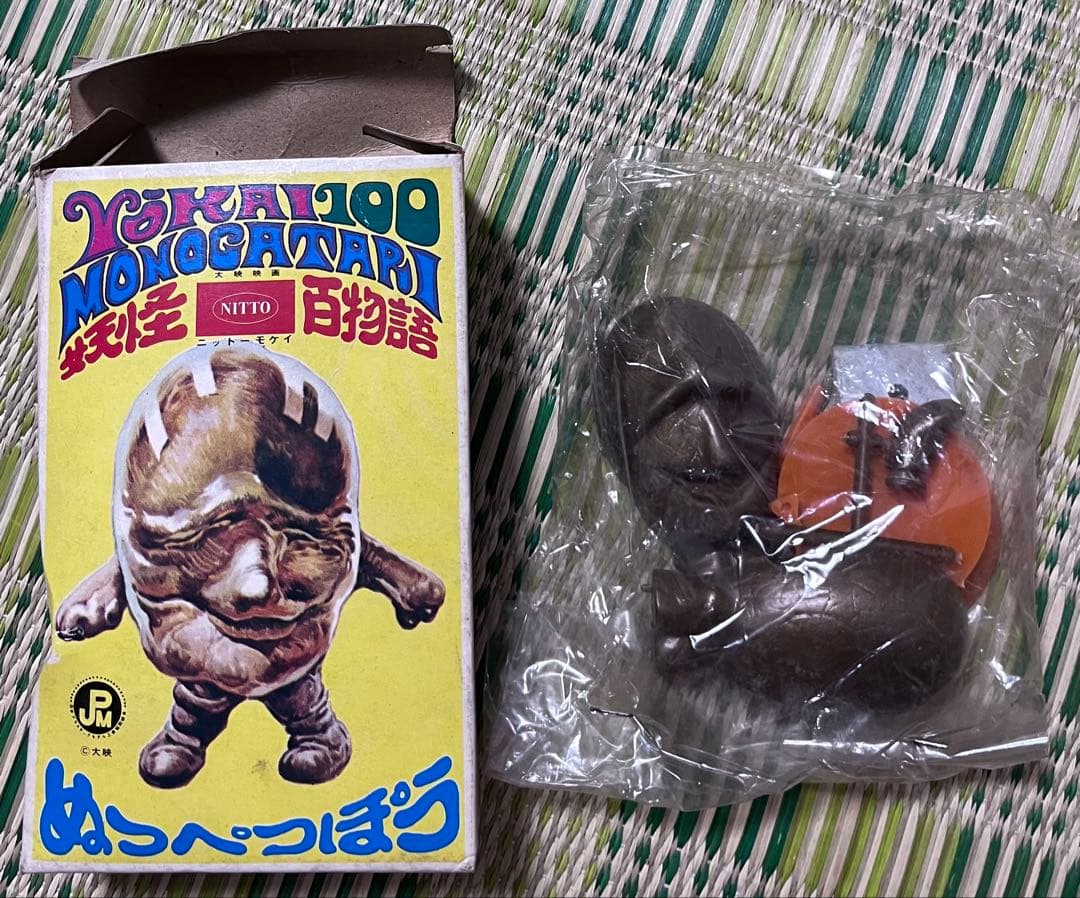 YōKAI 100
MONOGATARI
大映映画
妖怪 NITTO 百物語
ニットーモケイ
JPM
©大映
ぬっぺっぽう